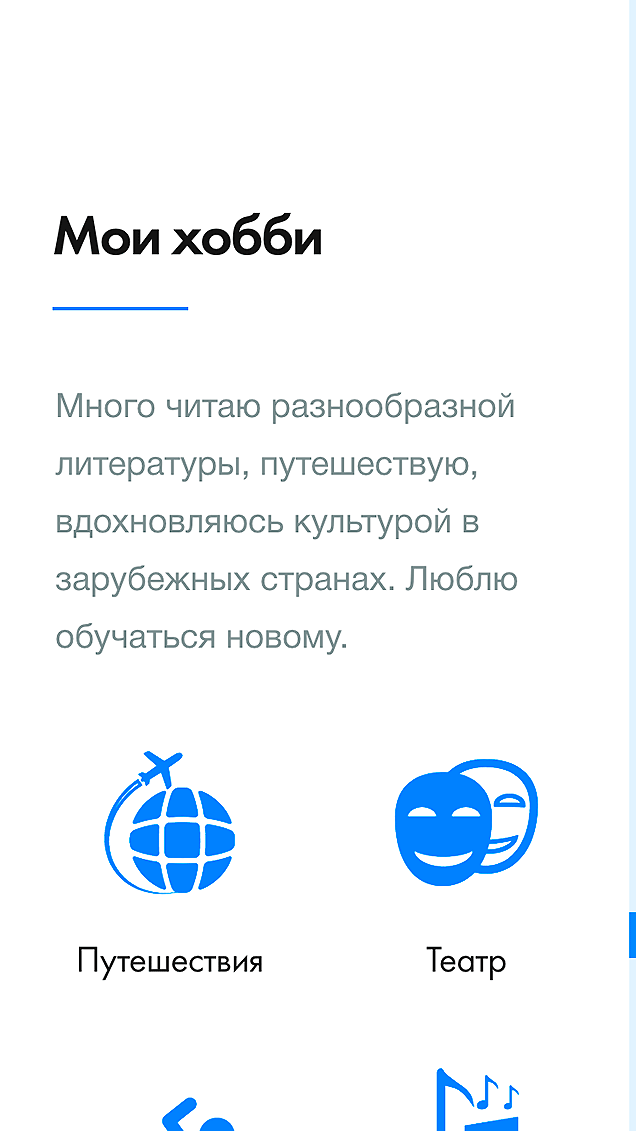 Мои хобби
Много читаю разнообразной
литературы, путешествую,
вдохновляюсь культурой в
зарубежных странах. Люблю
обучаться новому.
Путешествия
Театр